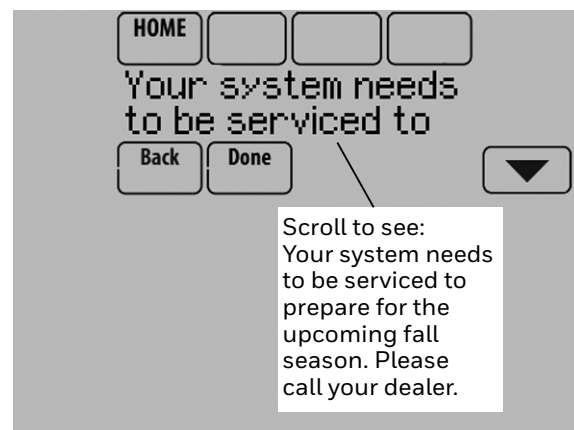 HOME
Your system needs
to be serviced to
Back Done
Scroll to see:
Your system needs
to be serviced to
prepare for the
upcoming fall
season. Please
call your dealer.